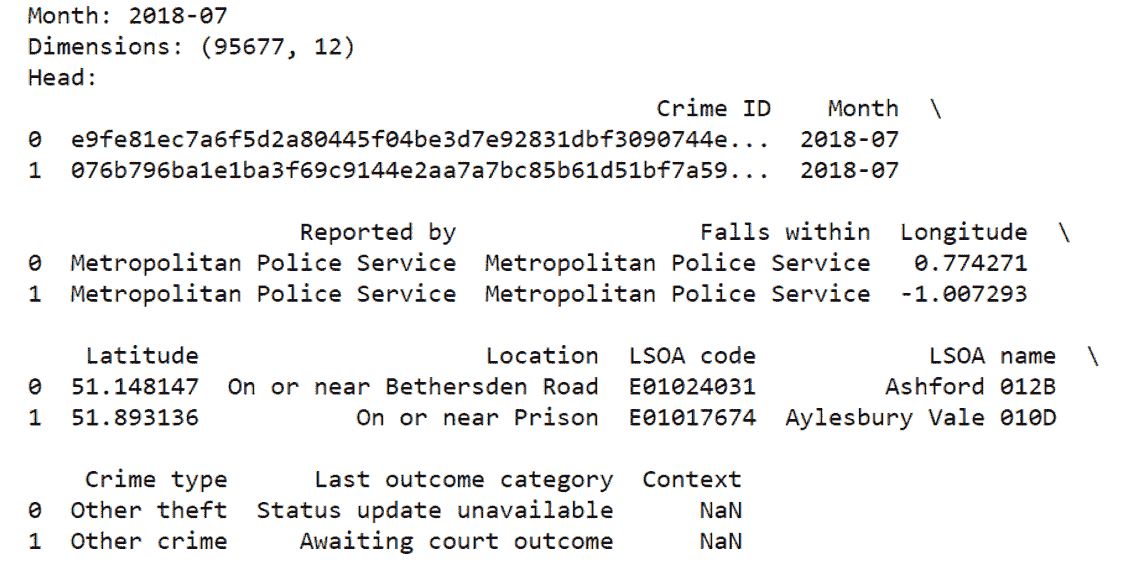 Month: 2018-07
Dimensions: (95677, 12)
Head:
                                            Crime ID    Month  \
0  e9fe81ec7a6f5d2a80445f04be3d7e92831dbf3090744e...  2018-07
1  076b796ba1e1ba3f69c9144e2aa7a7bc85b61d51bf7a59...  2018-07
                   Reported by                 Falls within  Longitude  \
0  Metropolitan Police Service  Metropolitan Police Service   0.774271
1  Metropolitan Police Service  Metropolitan Police Service  -1.007293
    Latitude                    Location  LSOA code            LSOA name  \
0  51.148147  On or near Bethersden Road  E01024031         Ashford 012B
1  51.893136           On or near Prison  E01017674  Aylesbury Vale 010D
    Crime type      Last outcome category  Context
0  Other theft  Status update unavailable      NaN
1  Other crime     Awaiting court outcome      NaN